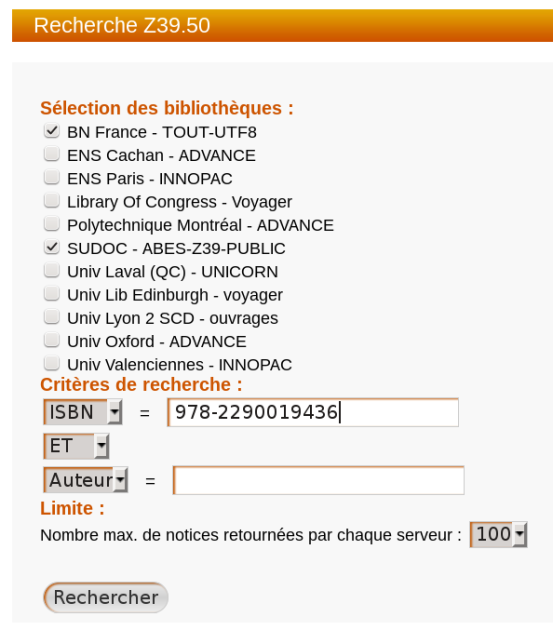 Recherche Z39.50
Sélection des bibliothèques :
BN France - TOUT-UTF8
ENS Cachan - ADVANCE
ENS Paris - INNOPAC
Library Of Congress - Voyager
Polytechnique Montréal - ADVANCE
SUDOC - ABES-Z39-PUBLIC
Univ Laval (QC) - UNICORN
Univ Lib Edinburgh - voyager
Univ Lyon 2 SCD - ouvrages
Univ Oxford - ADVANCE
Univ Valenciennes - INNOPAC
Critères de recherche :
ISBN = 978-2290019436
ET
Auteur =
Limite :
Nombre max. de notices retournées par chaque serveur : 100
Rechercher